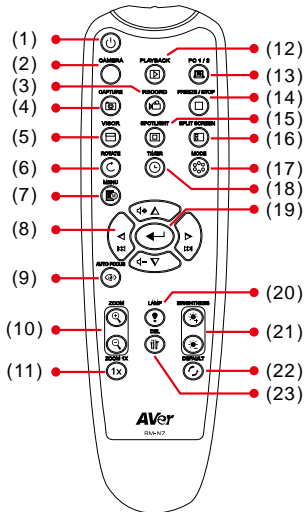 (1)
(2)
(3)
(4)
(5)
(6)
(7)
(8)
(9)
(10)
(11)
CAMERA PLAYBACK PC 1 / 2
CAPTURE RECORD FREEZE / STOP
VISOR SPOTLIGHT SPLIT SCREEN
ROTATE TIMER MODE
MENU
AUTO FOCUS
ZOOM LAMP BRIGHTNESS
ZOOM 1X DEL DEFAULT
1x
AVer
RM-NZ
(12)
(13)
(14)
(15)
(16)
(17)
(18)
(19)
(20)
(21)
(22)
(23)